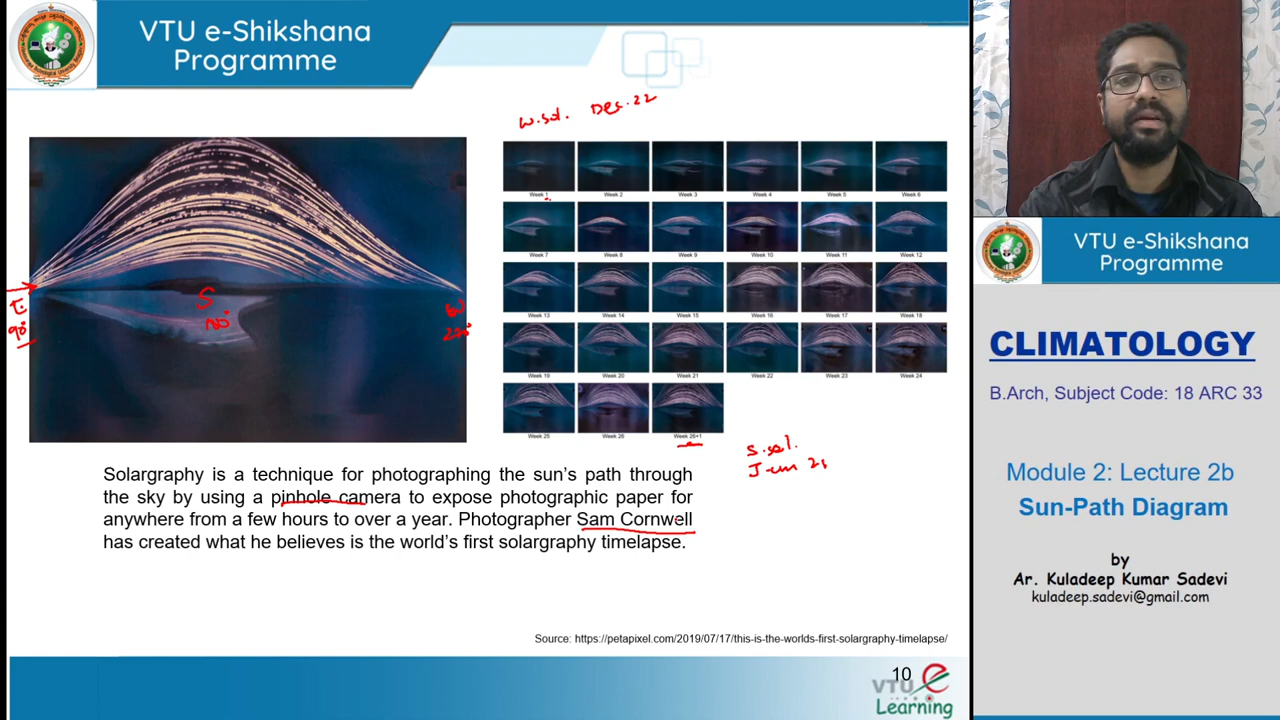 VTU e-Shikshana
Programme
W.sol. Dec. 22
Week 1
Week 2
Week 3
Week 4
Week 5
Week 6
Week 7
Week 8
Week 9
Week 10
Week 11
Week 12
Week 13
Week 14
Week 15
Week 16
Week 17
Week 18
Week 19
Week 20
Week 21
Week 22
Week 23
Week 24
Week 25
Week 26
Week 26+1
E
90°
S
180°
W
270°
S.sol.
Jun 21
Solargraphy is a technique for photographing the sun's path through
the sky by using a pinhole camera to expose photographic paper for
anywhere from a few hours to over a year. Photographer Sam Cornwell
has created what he believes is the world's first solargraphy timelapse.
Source: https://petapixel.com/2019/07/17/this-is-the-worlds-first-solargraphy-timelapse/
10
VTU e
Learning
VTU e-Shikshana
Programme
CLIMATOLOGY
B.Arch, Subject Code: 18 ARC 33
Module 2: Lecture 2b
Sun-Path Diagram
by
Ar. Kuladeep Kumar Sadevi
kuladeep.sadevi@gmail.com